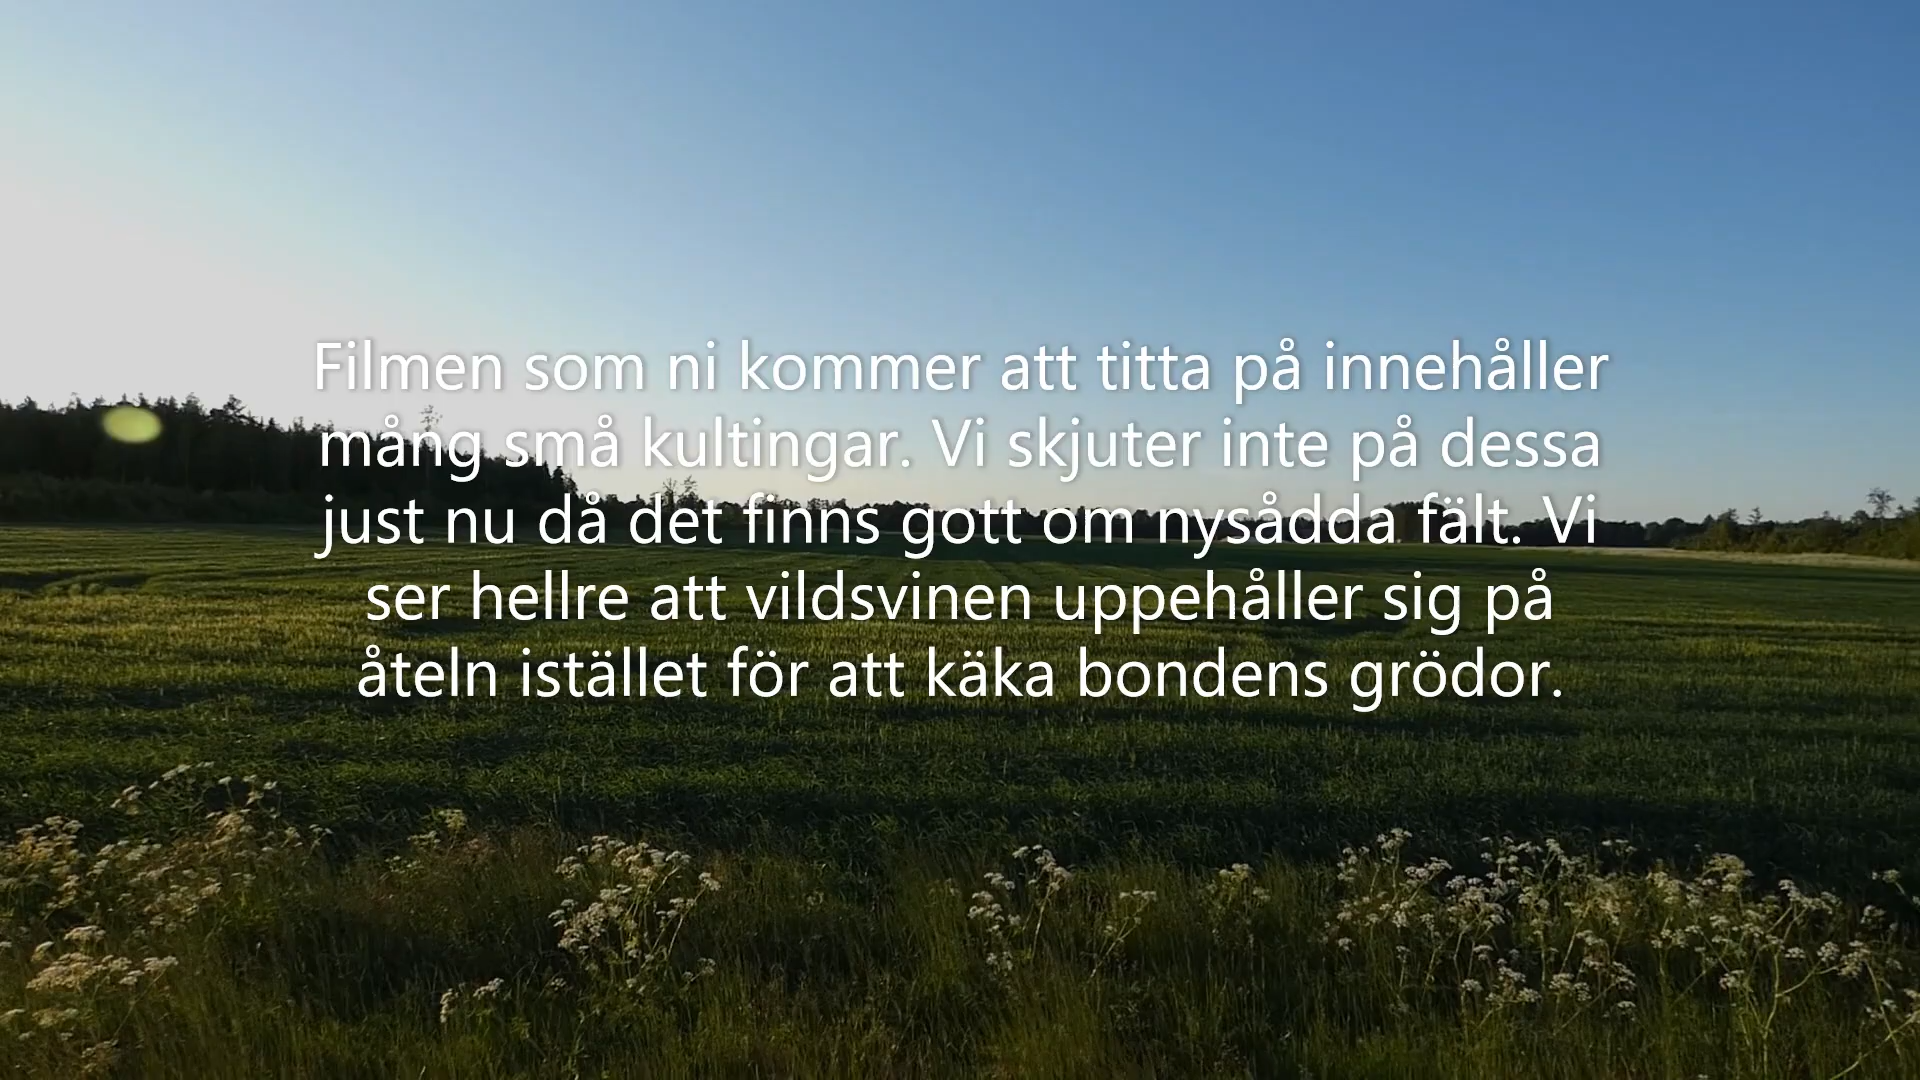 Filmen som ni kommer att titta på innehåller
mång små kultingar. Vi skjuter inte på dessa
just nu då det finns gott om nysådda fält. Vi
ser hellre att vildsvinen uppehåller sig på
åteln istället för att käka bondens grödor.